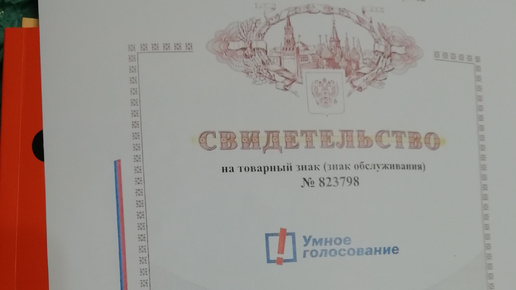 СВИДЕТЕЛЬСТВО
на товарный знак (знак обслуживания)
№ 823798
Умное
голосование